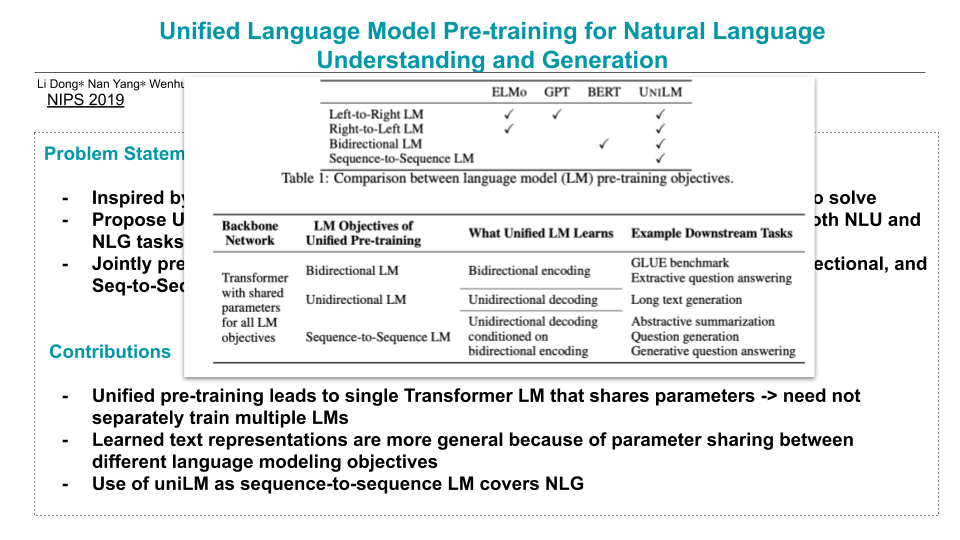 Unified Language Model Pre-training for Natural Language
Understanding and Generation
Li Dong* Nan Yang* Wenhu
NIPS 2019
ELMo GPT BERT UNILM
Left-to-Right LM ✓ ✓ ✓
Right-to-Left LM ✓ ✓
Bidirectional LM ✓ ✓
Sequence-to-Sequence LM ✓
Table 1: Comparison between language model (LM) pre-training objectives.
Backbone Network LM Objectives of Unified Pre-training What Unified LM Learns Example Downstream Tasks
Transformer with shared parameters for all LM objectives
Bidirectional LM Bidirectional encoding GLUE benchmark
Extractive question answering
Unidirectional LM Unidirectional decoding Long text generation
Sequence-to-Sequence LM Unidirectional decoding conditioned on bidirectional encoding Abstractive summarization
Question generation
Generative question answering
Problem Statem
- Inspired by o solve
- Propose U oth NLU and
NLG tasks
- Jointly pre ectional, and
Seq-to-Sec
Contributions
- Unified pre-training leads to single Transformer LM that shares parameters -> need not
separately train multiple LMs
- Learned text representations are more general because of parameter sharing between
different language modeling objectives
- Use of uniLM as sequence-to-sequence LM covers NLG